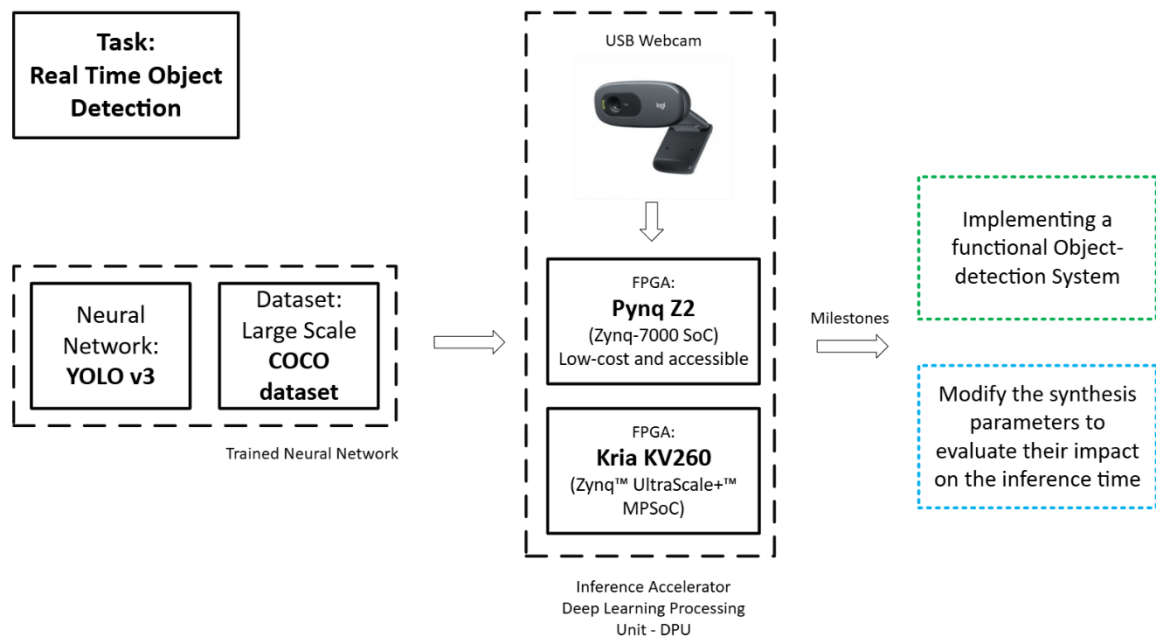 Task:
Real Time Object
Detection
USB Webcam
logi
Neural
Network:
YOLO v3
Dataset:
Large Scale
COCO
dataset
Trained Neural Network
FPGA:
Pynq Z2
(Zynq-7000 SoC)
Low-cost and accessible
FPGA:
Kria KV260
(Zynq™ UltraScale+™
MPSoC)
Inference Accelerator
Deep Learning Processing
Unit - DPU
Milestones
Implementing a
functional Object-
detection System
Modify the synthesis
parameters to
evaluate their impact
on the inference time